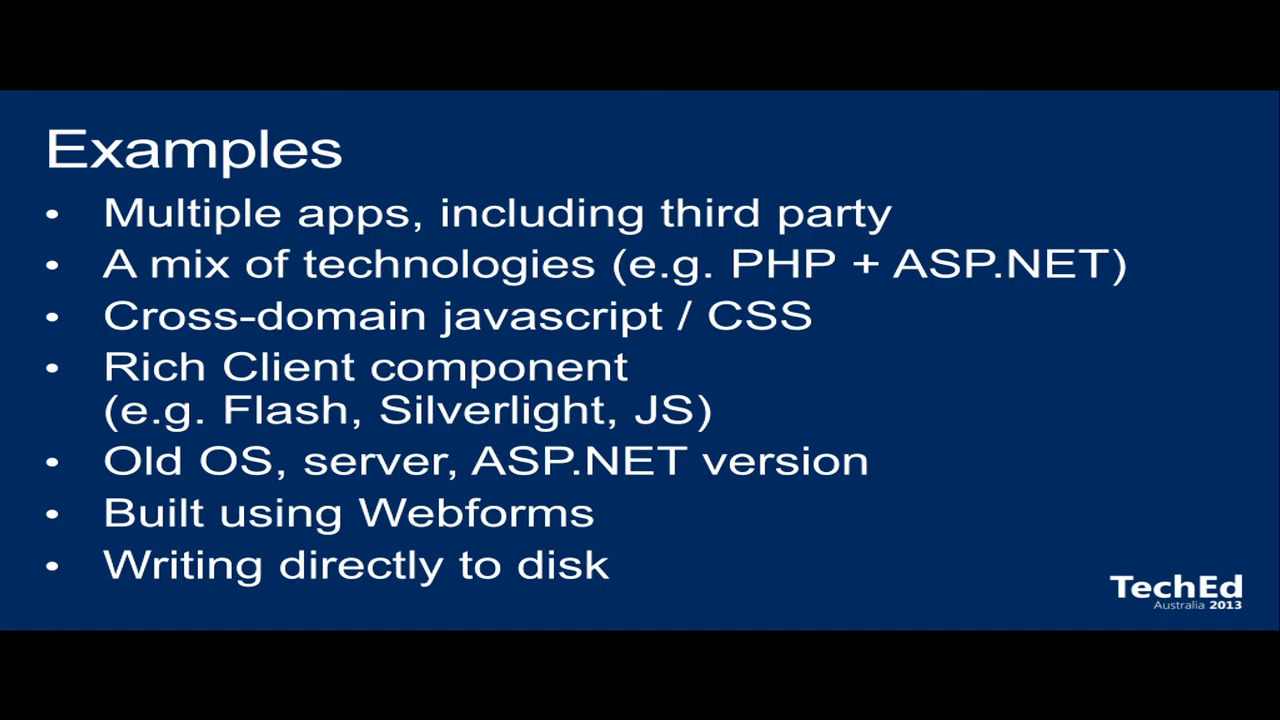 Examples
• Multiple apps, including third party
• A mix of technologies (e.g. PHP + ASP.NET)
• Cross-domain javascript / CSS
• Rich Client component
(e.g. Flash, Silverlight, JS)
• Old OS, server, ASP.NET version
• Built using Webforms
• Writing directly to disk
TechEd
Australia 2013